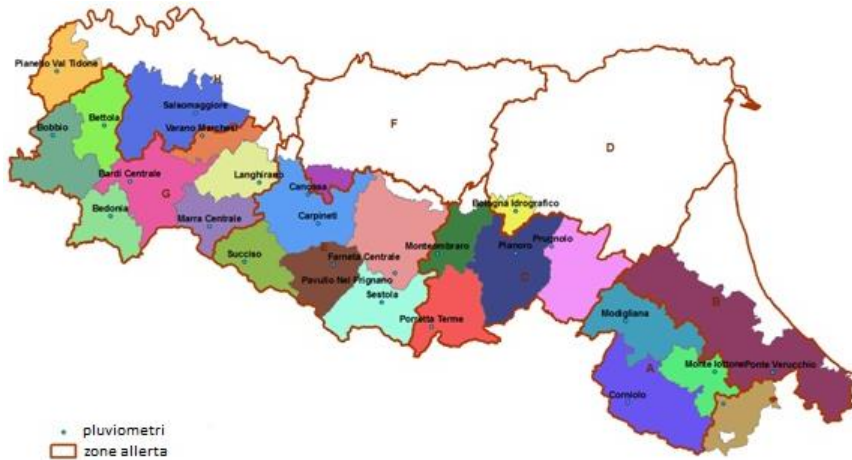 Pianello Val Tidone
H
Salsomaggiore
Bettola
F
Bobbio
Varano Marchesi
D
Bardi Centrale
Langhirano
Canossa
G
Bologna Idrografico
Bedonia
Marra Centrale
Carpineti
Monteombraro
Pianoro
Prugnolo
Succiso
Farneta Centrale
Pavullo Nel Frignano
C
Sestola
B
Porretta Terme
Modigliana
A
Monte Iottone
Ponte Verucchio
Corniolo
pluviometri
zone allerta